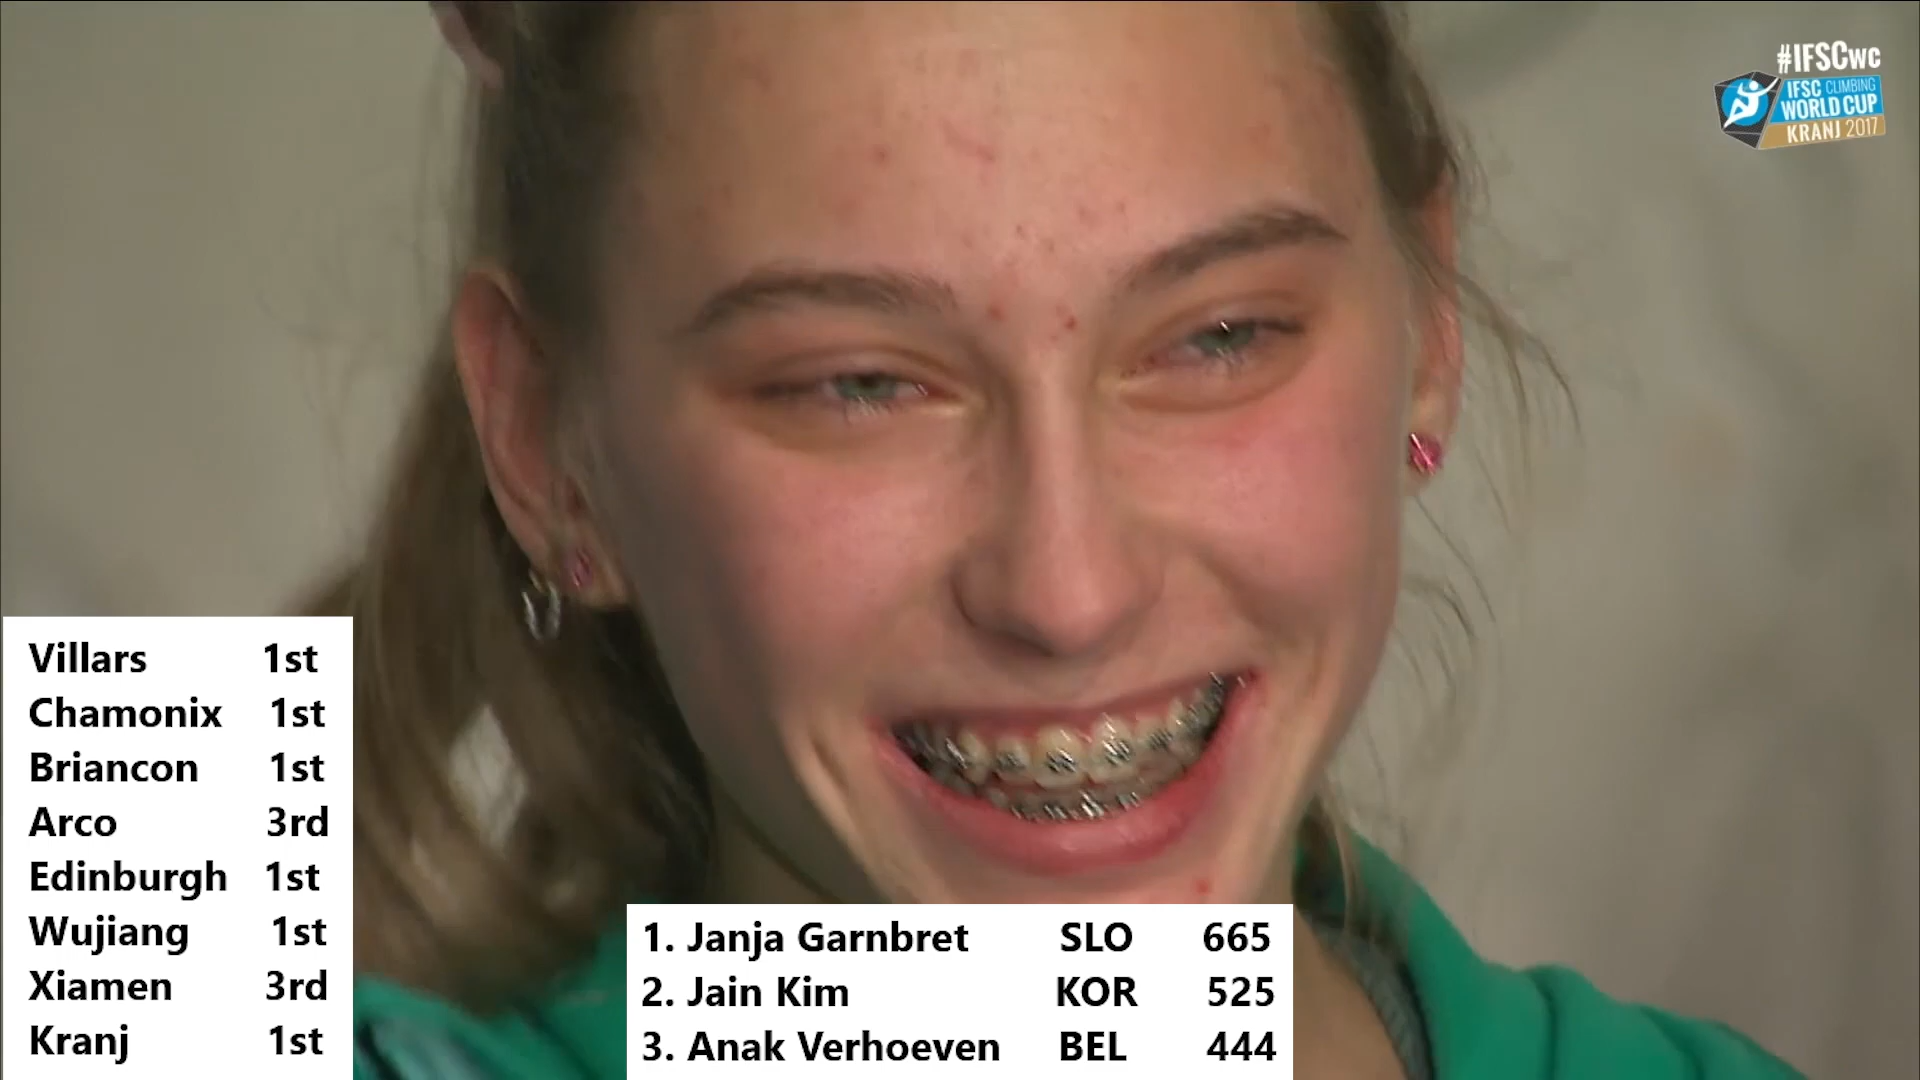 #IFSCwc
IFSC CLIMBING
WORLD CUP
KRANJ 2017
Villars 1st
Chamonix 1st
Briancon 1st
Arco 3rd
Edinburgh 1st
Wujiang 1st
Xiamen 3rd
Kranj 1st
1. Janja Garnbret SLO 665
2. Jain Kim KOR 525
3. Anak Verhoeven BEL 444